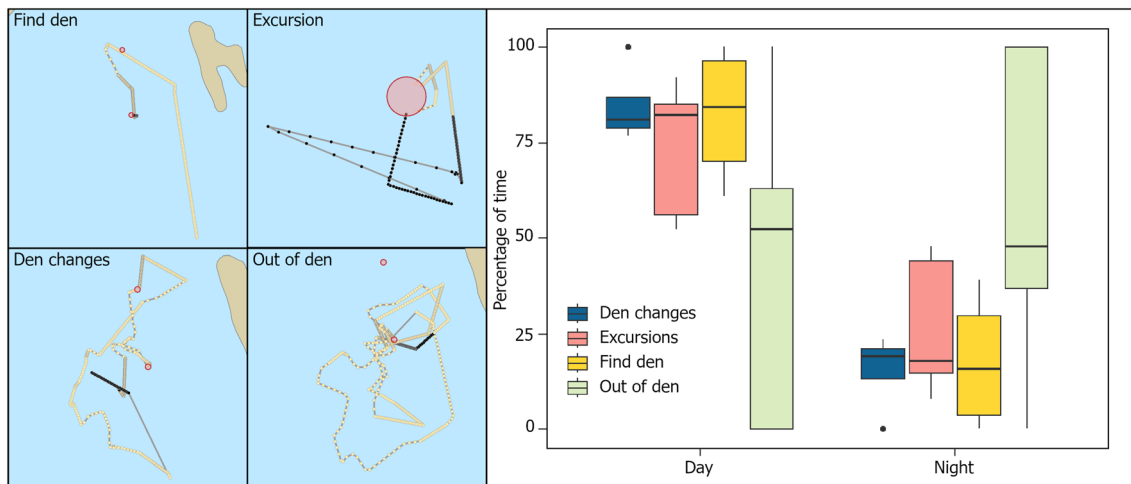 Find den
Excursion
Den changes
Out of den
Percentage of time
100
75
50
25
0
Den changes
Excursions
Find den
Out of den
Day
Night